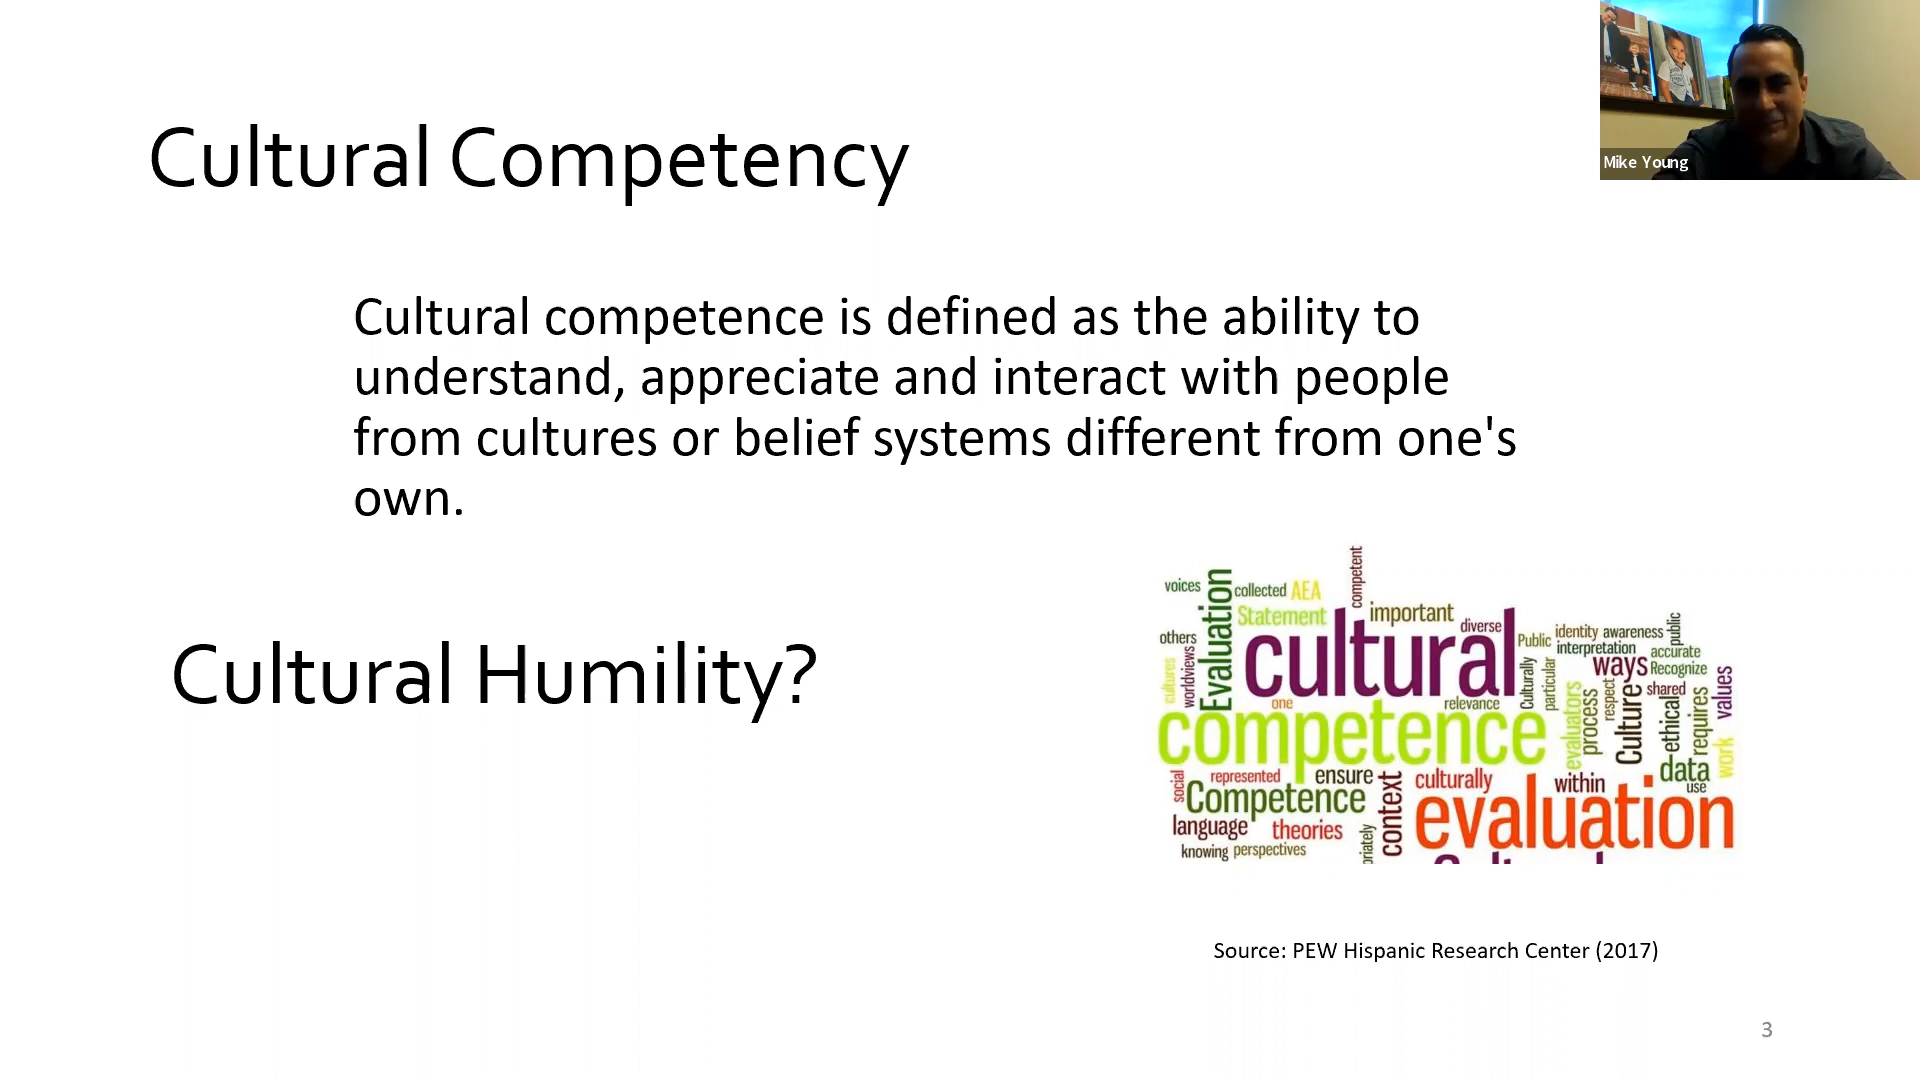 Mike Young
Cultural Competency
Cultural competence is defined as the ability to
understand, appreciate and interact with people
from cultures or belief systems different from one's
own.
Cultural Humility?
voices
collected
AEA
competent
Evaluation
Statement
important
others
cultural
diverse
Public
identity
awareness
public
interpretation
accurate
cultures
worldviews
Culturally
particular
ways
Recognize
one
relevance
evaluators
process
respect
Culture
shared
ethical
requires
values
competence
work
social
represented
ensure
culturally
within
data
use
Competence
context
evaluation
language
theories
riately
knowing
perspectives
Source: PEW Hispanic Research Center (2017)
3